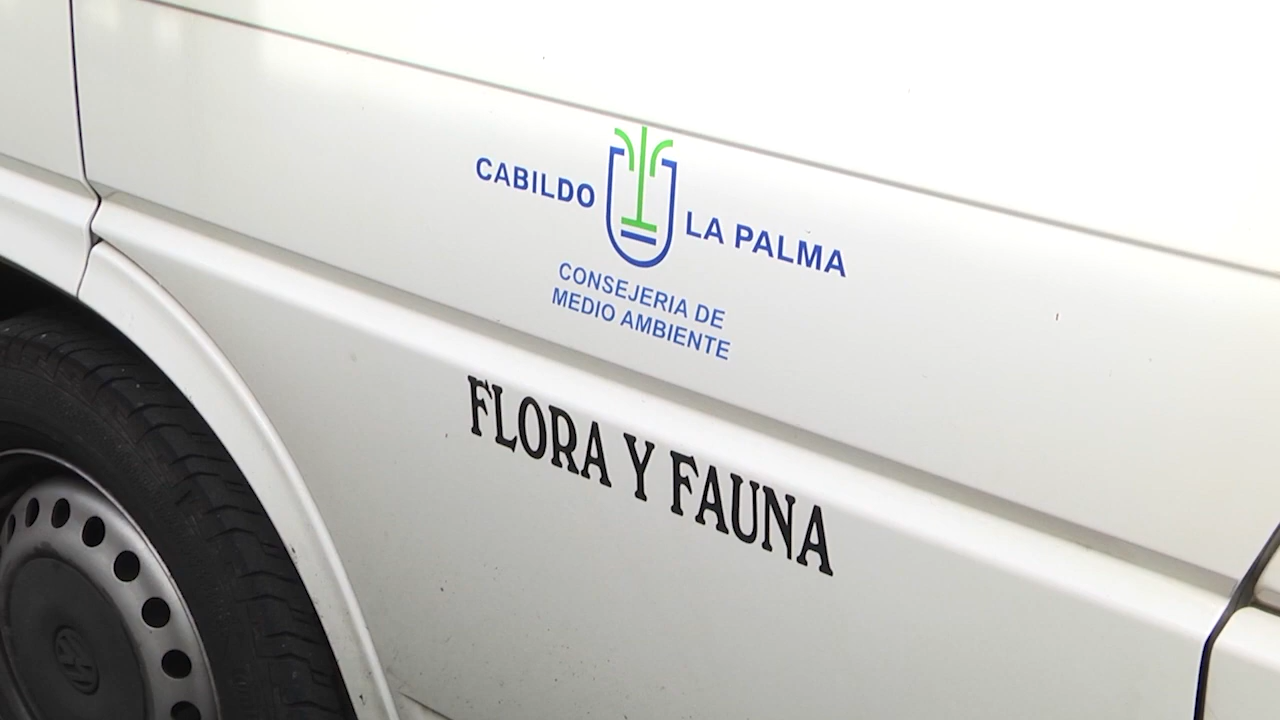 CABILDO LA PALMA
CONSEJERIA DE
MEDIO AMBIENTE
FLORA Y FAUNA